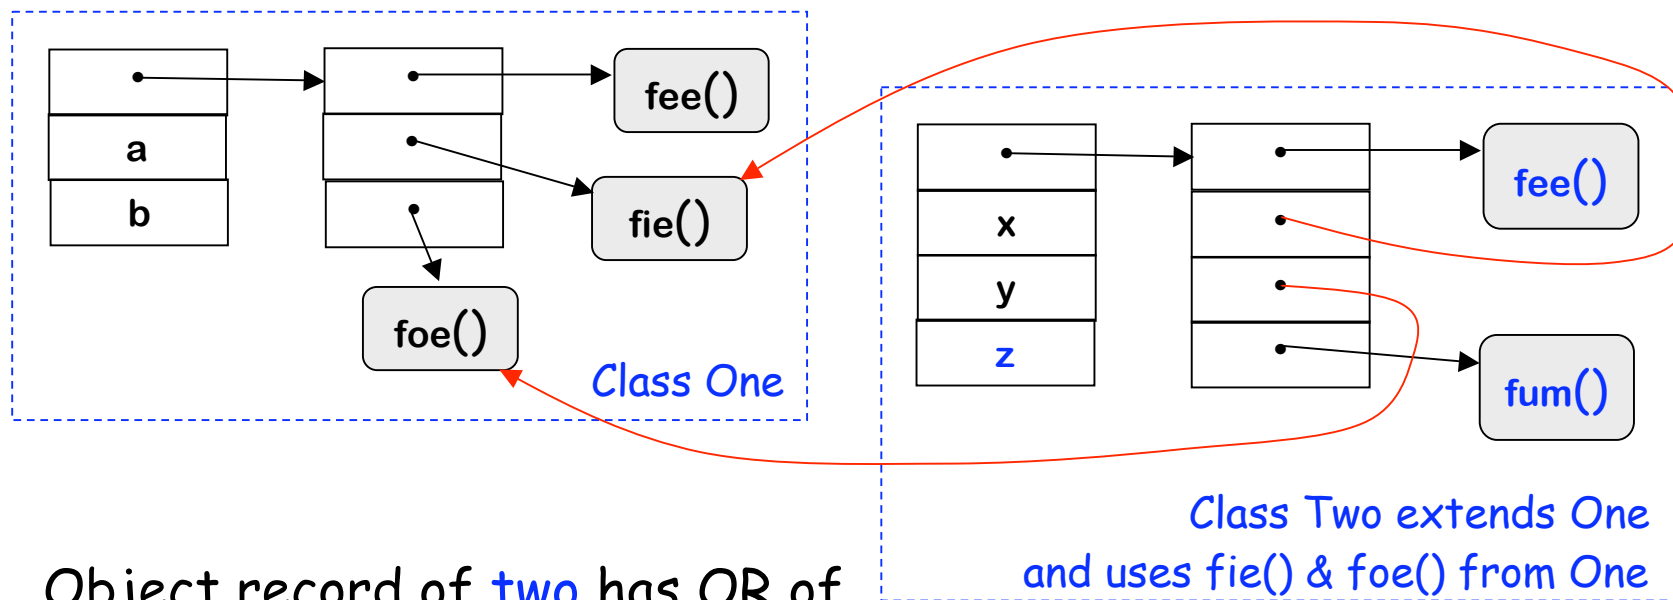 fee()
a
b
fie()
foe()
Class One
fee()
x
y
z
fum()
Class Two extends One
and uses fie() & foe() from One
Object record of two has OR of